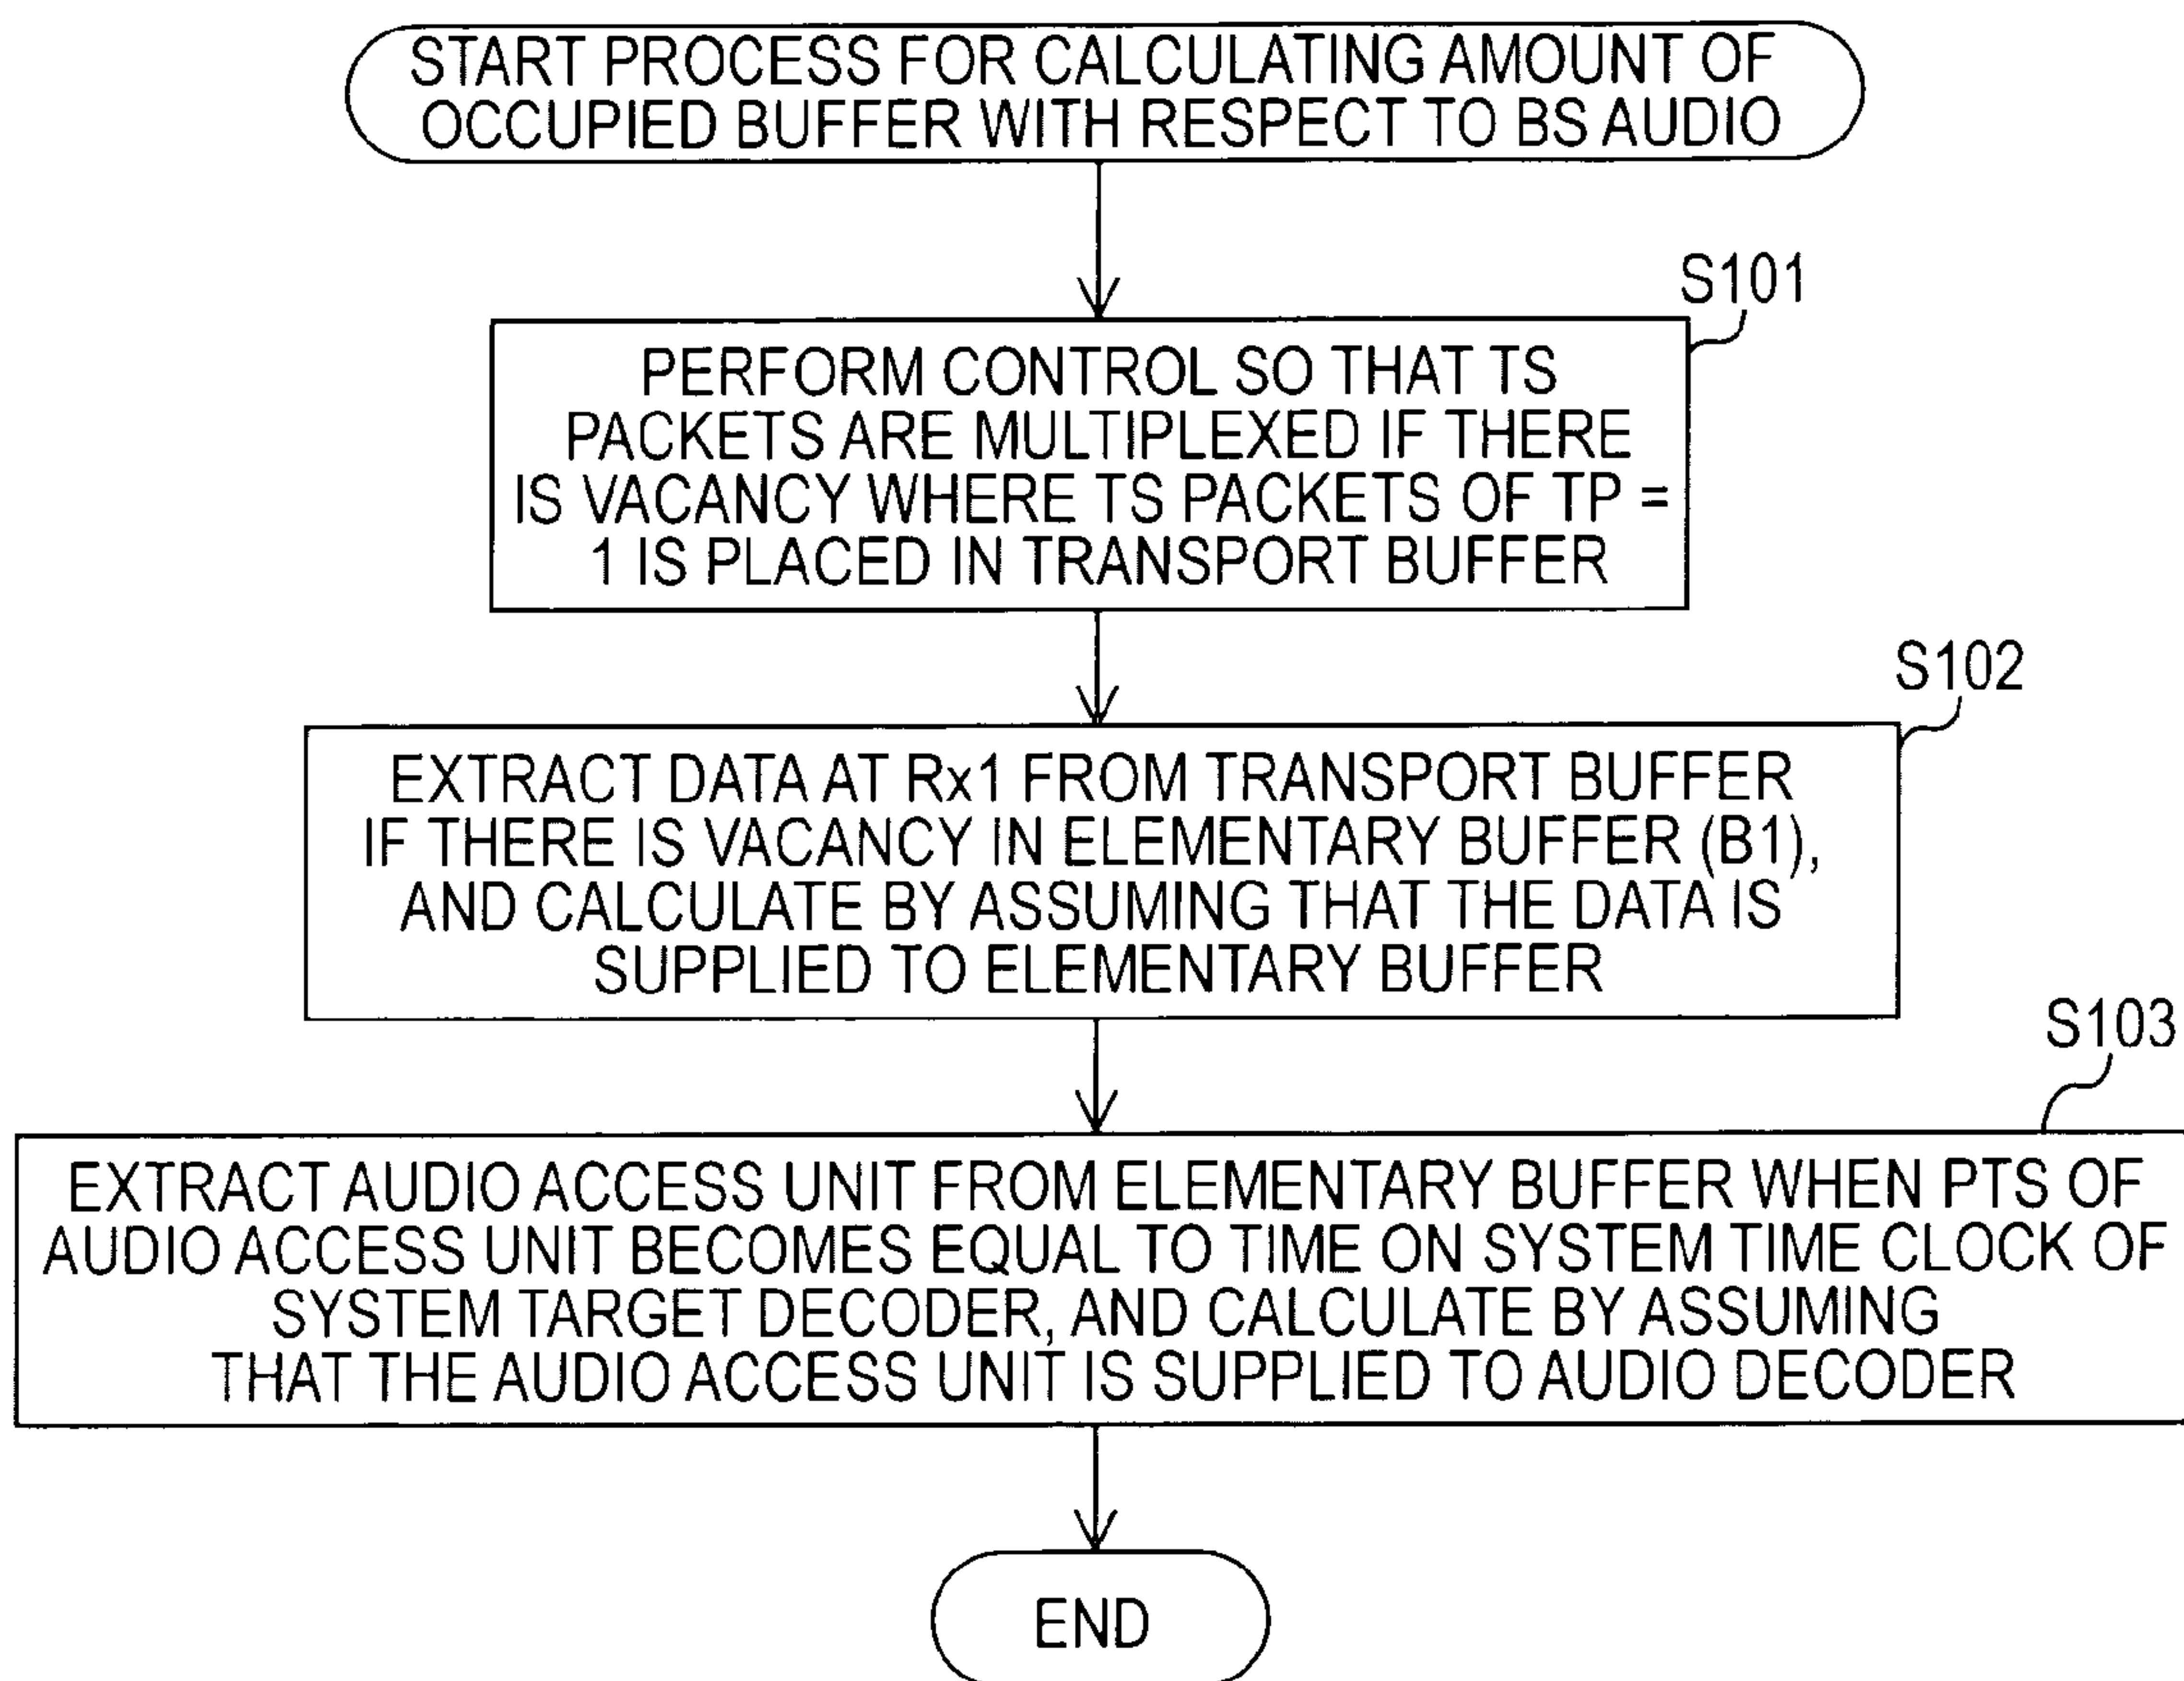 START PROCESS FOR CALCULATING AMOUNT OF
OCCUPIED BUFFER WITH RESPECT TO BS AUDIO
S101
PERFORM CONTROL SO THAT TS
PACKETS ARE MULTIPLEXED IF THERE
IS VACANCY WHERE TS PACKETS OF TP =
1 IS PLACED IN TRANSPORT BUFFER
S102
EXTRACT DATA AT Rx1 FROM TRANSPORT BUFFER
IF THERE IS VACANCY IN ELEMENTARY BUFFER (B1),
AND CALCULATE BY ASSUMING THAT THE DATA IS
SUPPLIED TO ELEMENTARY BUFFER
S103
EXTRACT AUDIO ACCESS UNIT FROM ELEMENTARY BUFFER WHEN PTS OF
AUDIO ACCESS UNIT BECOMES EQUAL TO TIME ON SYSTEM TIME CLOCK OF
SYSTEM TARGET DECODER, AND CALCULATE BY ASSUMING
THAT THE AUDIO ACCESS UNIT IS SUPPLIED TO AUDIO DECODER
END